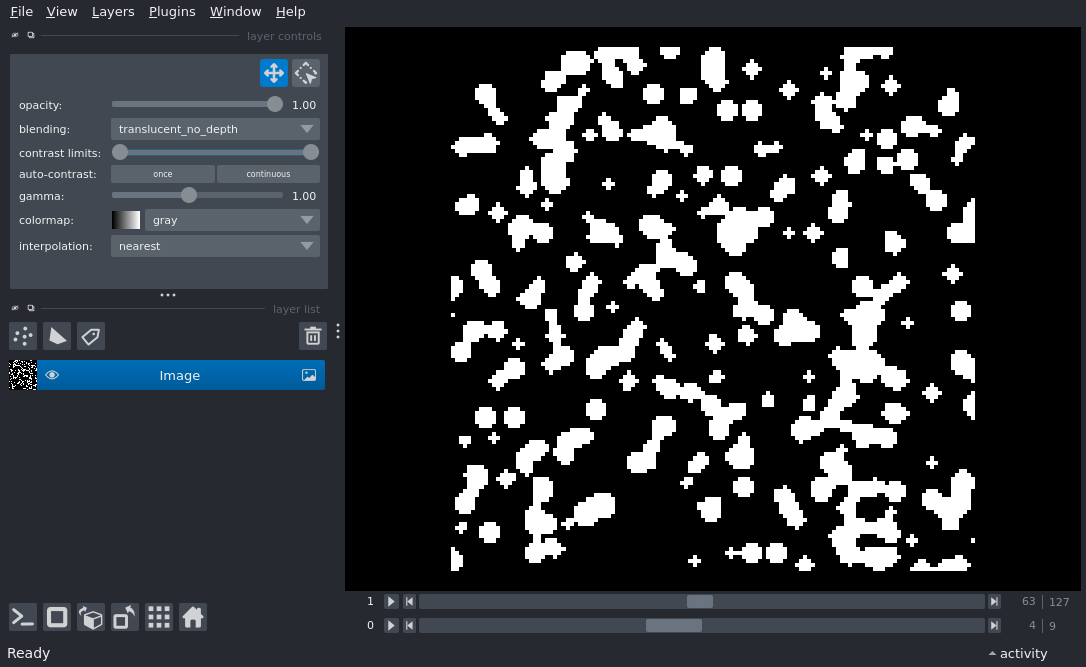 File View Layers Plugins Window Help
layer controls
opacity: 1.00
blending: translucent_no_depth
contrast limits:
auto-contrast: once continuous
gamma: 1.00
colormap: gray
interpolation: nearest
layer list
Image
1 63 127
0 4 9
Ready activity